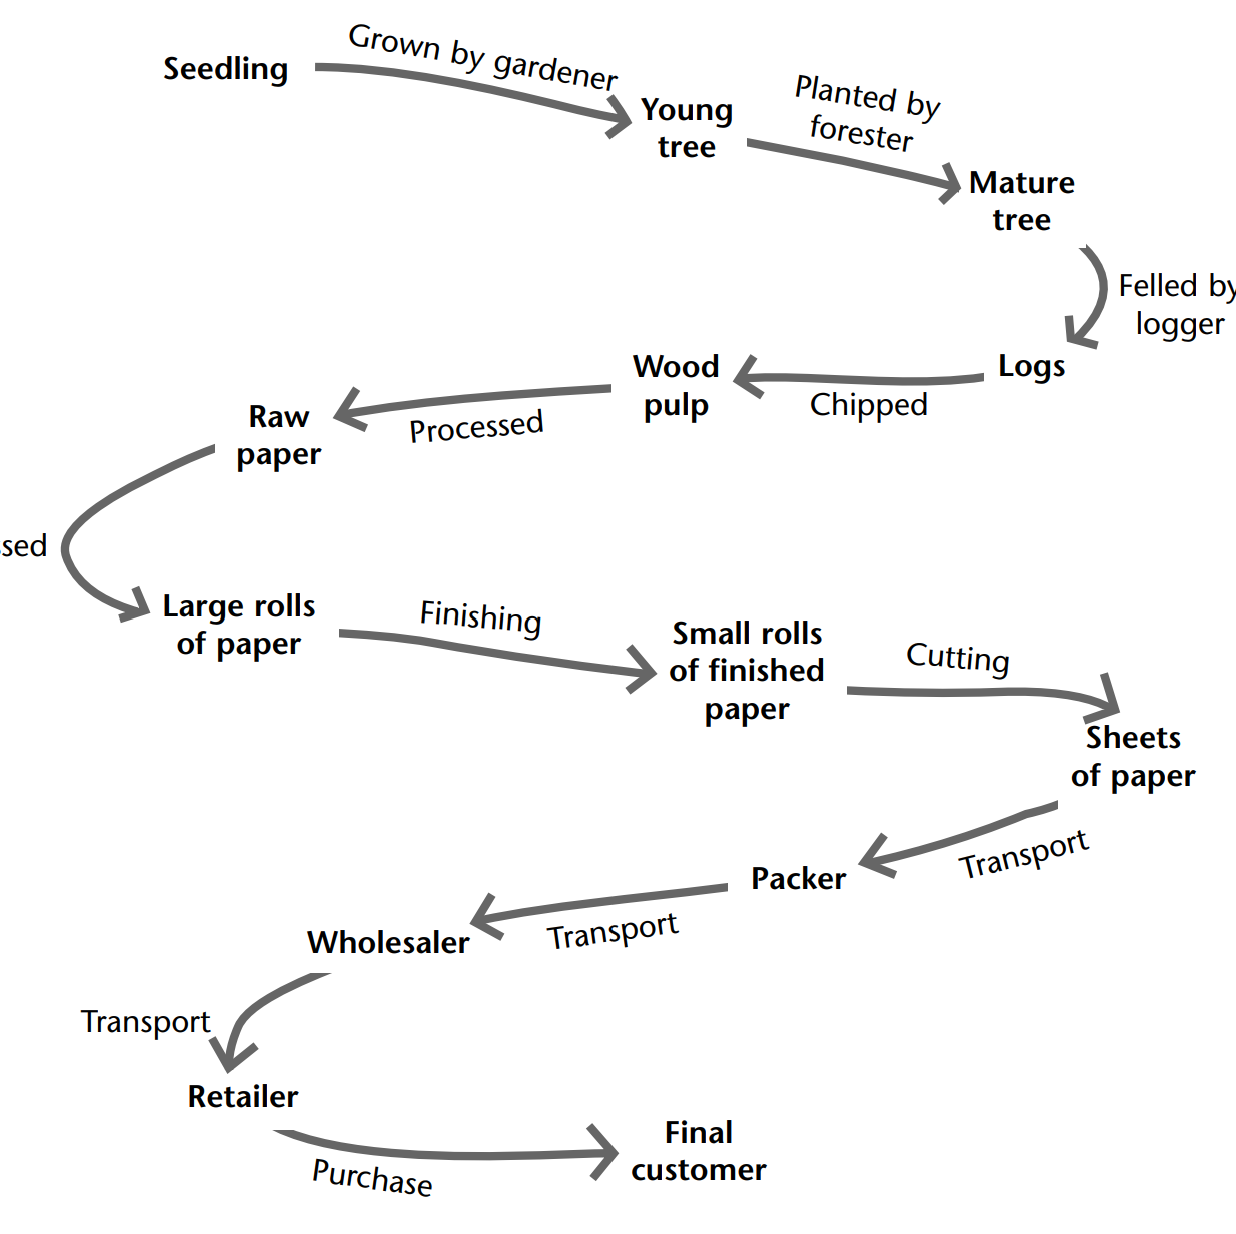 Seedling
Grown by gardener
Young
tree
Planted by
forester
Mature
tree
Felled by
logger
Logs
Chipped
Wood
pulp
Processed
Raw
paper
Large rolls
of paper
Finishing
Small rolls
of finished
paper
Cutting
Sheets
of paper
Transport
Packer
Transport
Wholesaler
Transport
Retailer
Purchase
Final
customer